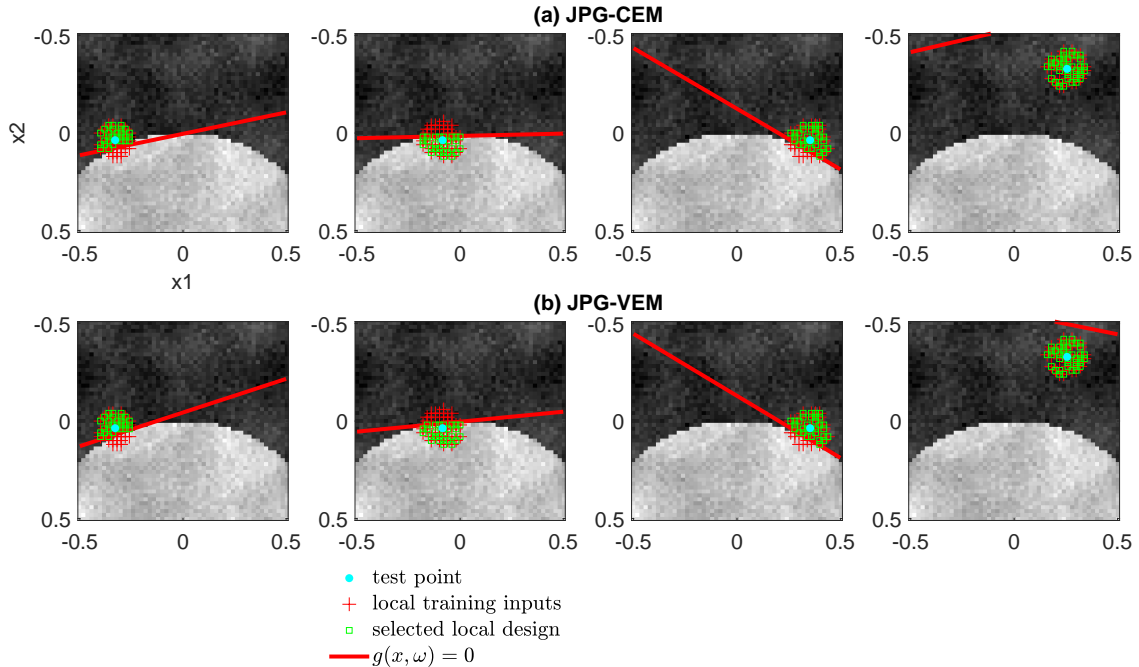 (a) JPG-CEM
-0.5 -0.5 -0.5 -0.5
x2 0 0 0 0
0.5 0.5 0.5 0.5
-0.5 0 0.5 -0.5 0 0.5 -0.5 0 0.5 -0.5 0 0.5
x1
(b) JPG-VEM
-0.5 -0.5 -0.5 -0.5
0 0 0 0
0.5 0.5 0.5 0.5
-0.5 0 0.5 -0.5 0 0.5 -0.5 0 0.5 -0.5 0 0.5
test point
local training inputs
selected local design
g(x, ω) = 0